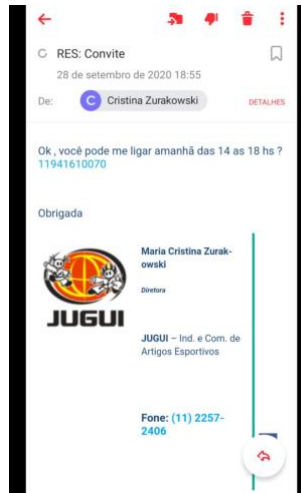 RES: Convite
28 de setembro de 2020 18:55
De:
C Cristina Zurakowski
DETALHES
Ok , você pode me ligar amanhã das 14 as 18 hs ?
11941610070
Obrigada
JUGUI
Maria Cristina Zurak-
owski
Diretora
JUGUI – Ind. e Com. de
Artigos Esportivos
Fone: (11) 2257-
2406